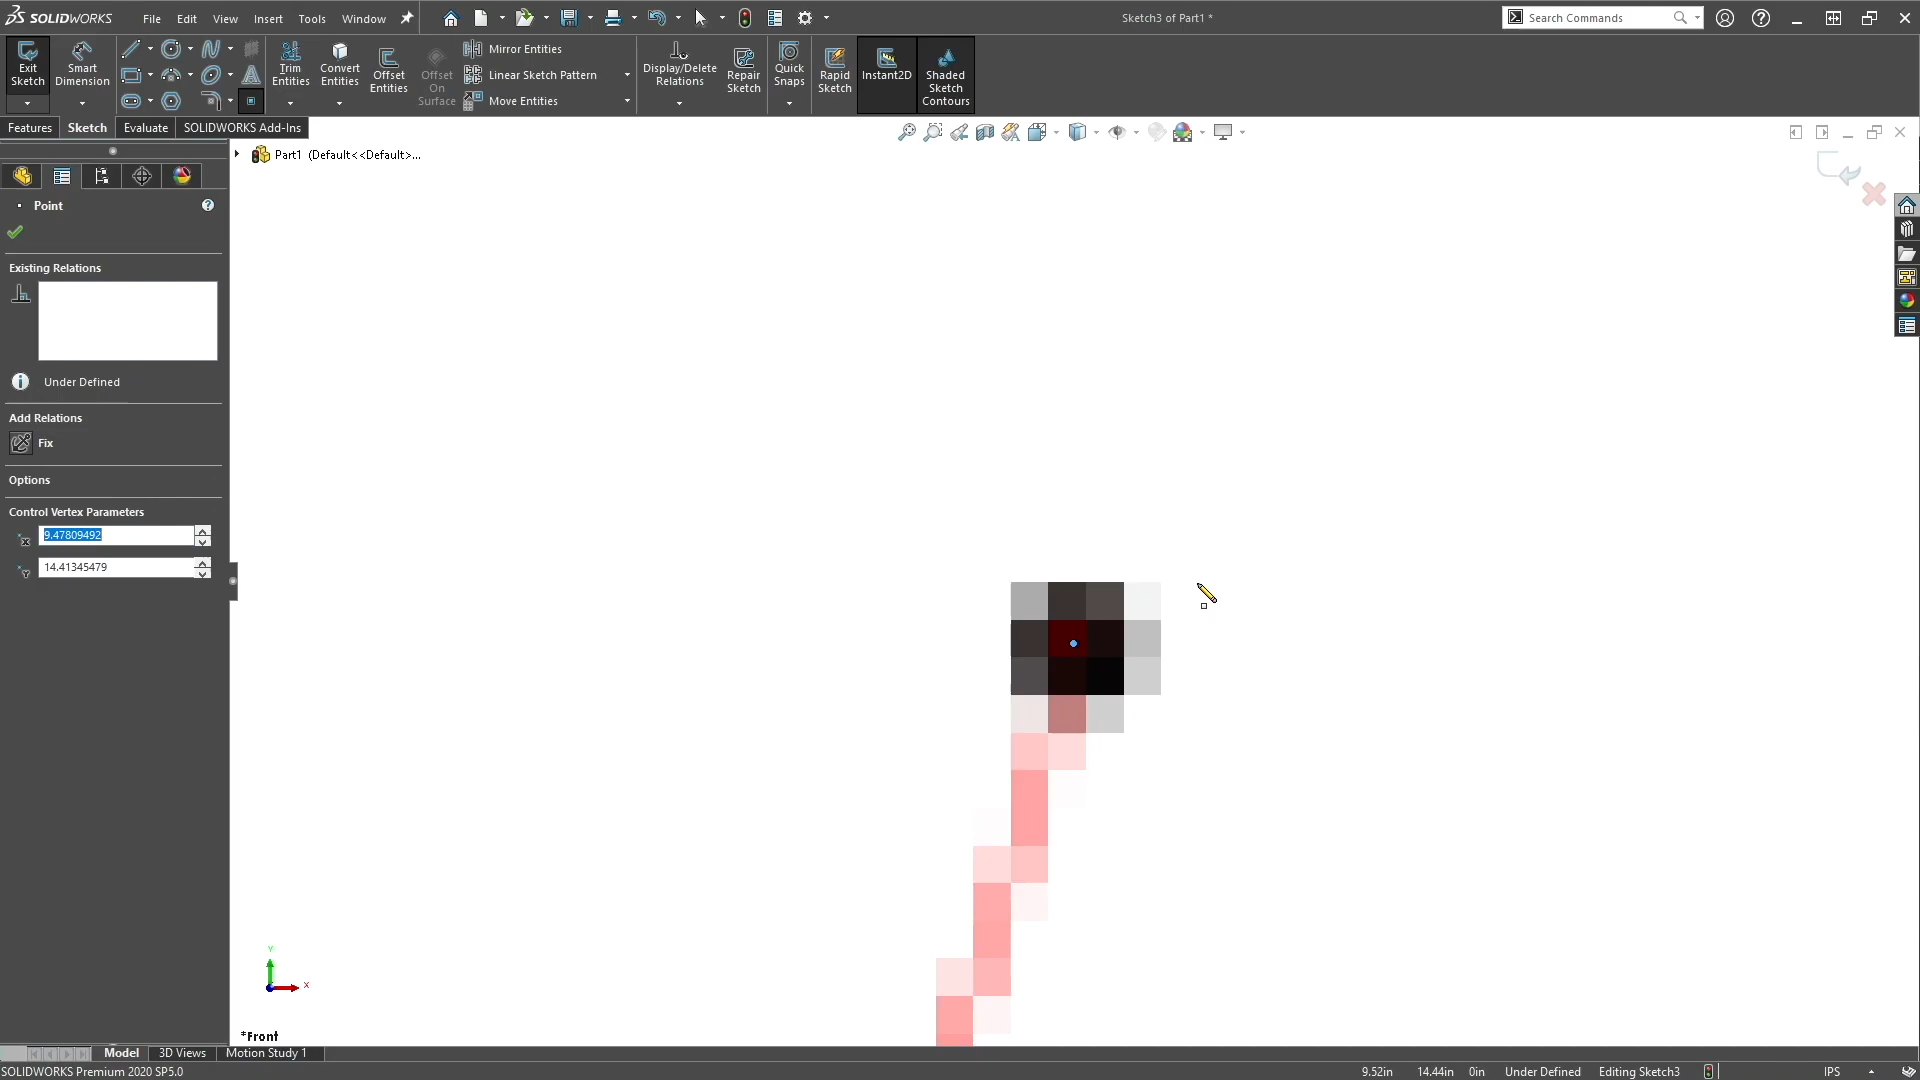 SOLIDWORKS File Edit View Insert Tools Window Sketch3 of Part1 * Search Commands
Exit Sketch
Smart Dimension
Trim Entities
Convert Entities
Offset Entities
Offset On Surface
Mirror Entities
Linear Sketch Pattern
Move Entities
Display/Delete Relations
Repair Sketch
Quick Snaps
Rapid Sketch
Instant2D
Shaded Sketch Contours
Features Sketch Evaluate SOLIDWORKS Add-Ins
Part1 (Default<<Default>...
Point
Existing Relations
Under Defined
Add Relations
Fix
Options
Control Vertex Parameters
9.47809492
14.41345479
Y
X
*Front
Model 3D Views Motion Study 1
SOLIDWORKS Premium 2020 SP5.0 9.52in 14.44in 0in Under Defined Editing Sketch3 IPS